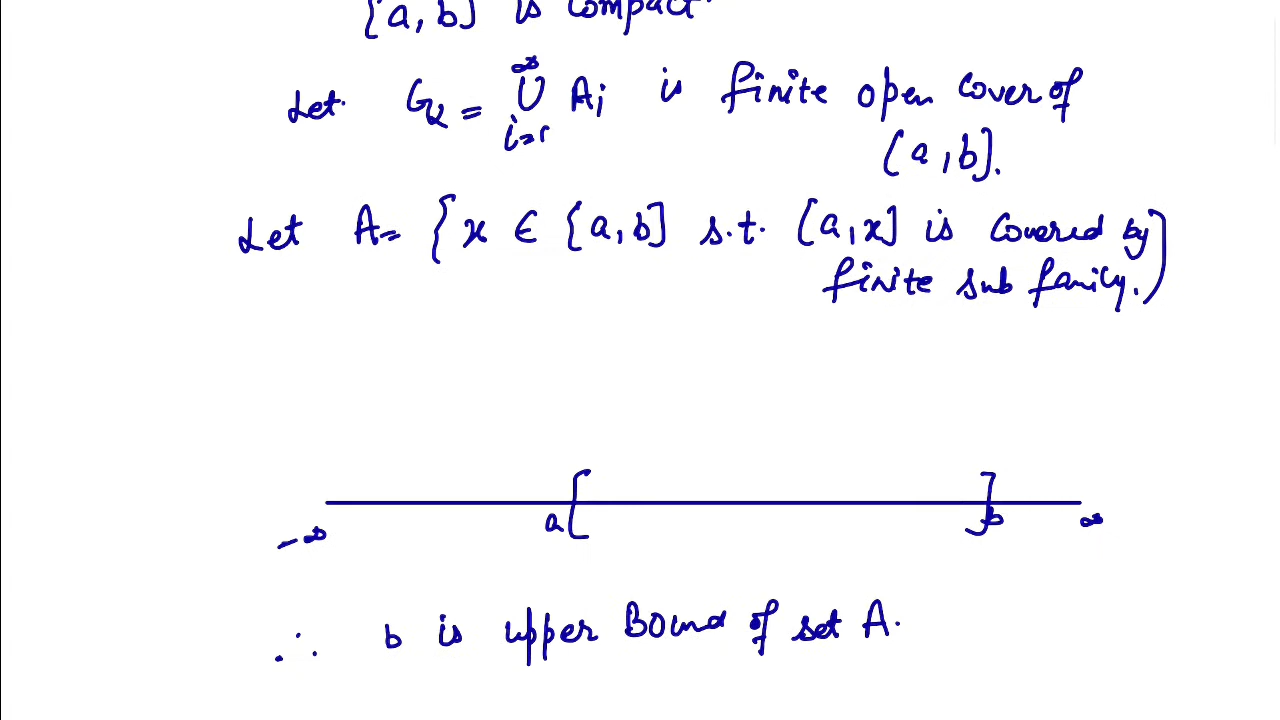 [a, b] is compact.
Let Gα = ∞∪i=1 Ai is finite open cover of
[a, b].
Let A = {x ∈ [a, b] s.t. [a, x] is covered by
finite sub family.}
a b
-∞ ∞
∴ b is upper Bound of set A.